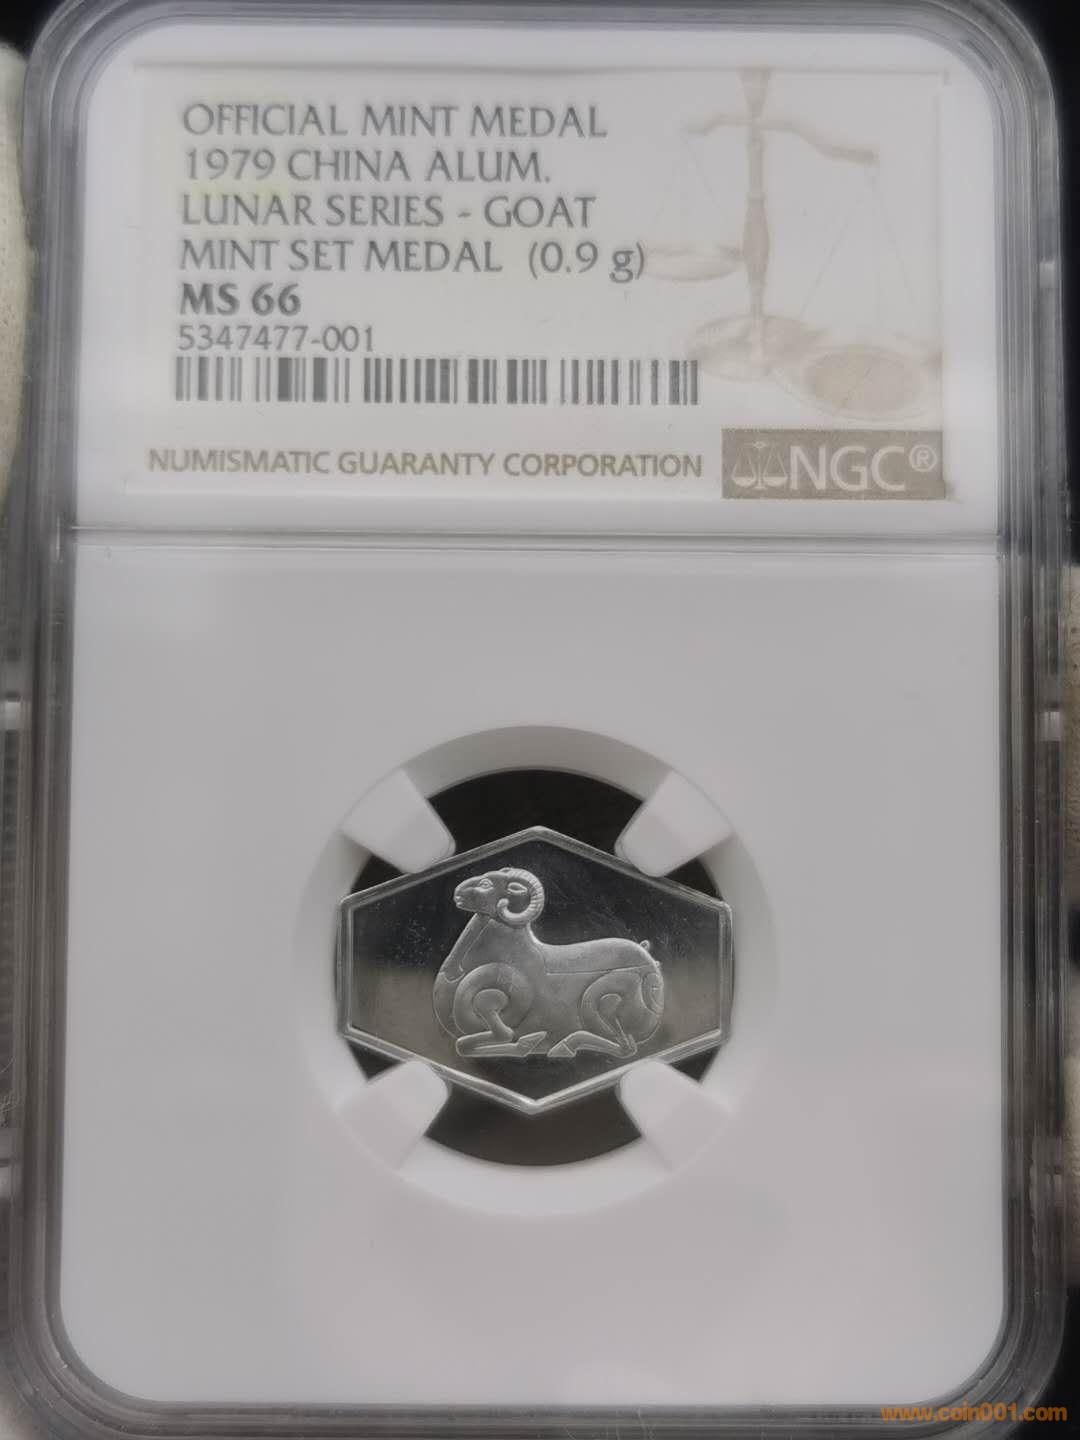 OFFICIAL MINT MEDAL
1979 CHINA ALUM.
LUNAR SERIES - GOAT
MINT SET MEDAL (0.9 g)
MS 66
5347477-001
NUMISMATIC GUARANTY CORPORATION
NGC®
www.coin001.com